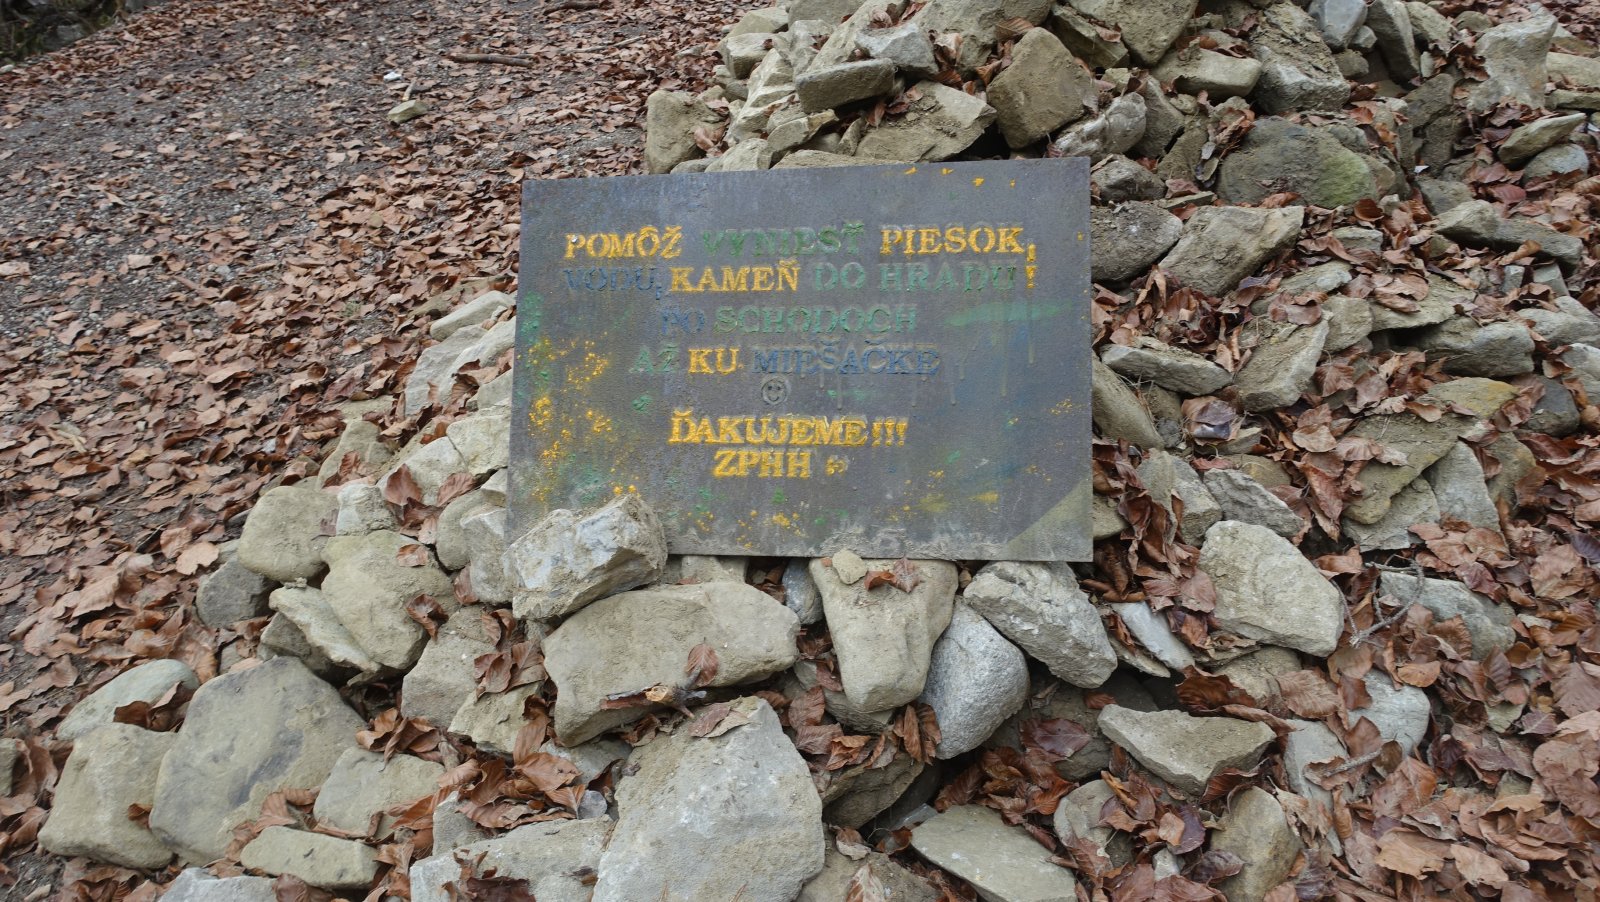 POMÔŽ VYNIESŤ PIESOK,
VODU, KAMEŇ DO HRADU!
PO SCHODOCH
AŽ KU MIEŠAČKE
ĎAKUJEME!!!
ZPHH